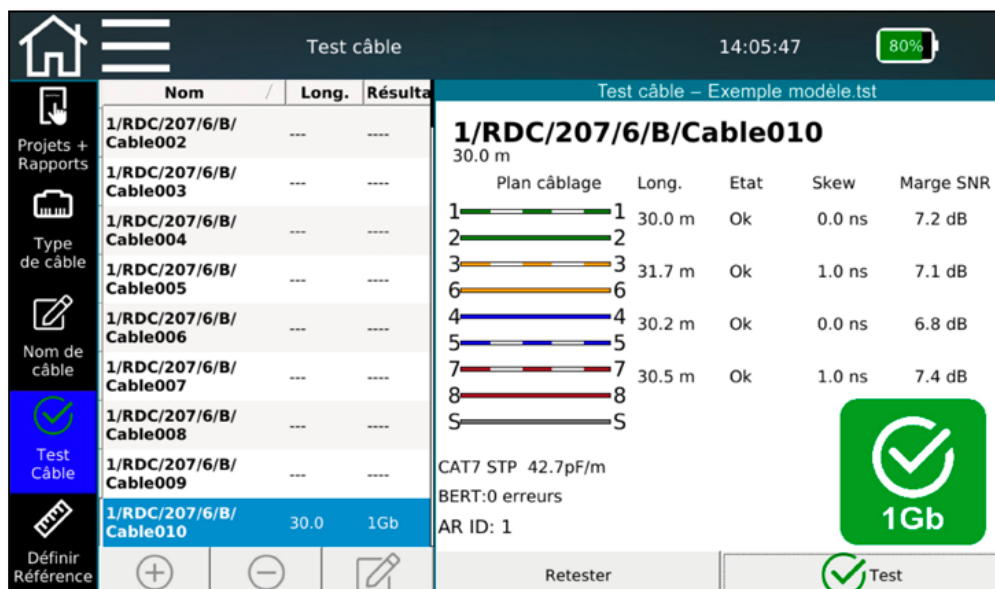 Test câble
14:05:47
80%
Projets +
Rapports
Type
de câble
Nom de
câble
Test
Câble
Définir
Référence
Nom / Long. Résulta
1/RDC/207/6/B/
Cable002 --- ----
1/RDC/207/6/B/
Cable003 --- ----
1/RDC/207/6/B/
Cable004 --- ----
1/RDC/207/6/B/
Cable005 --- ----
1/RDC/207/6/B/
Cable006 --- ----
1/RDC/207/6/B/
Cable007 --- ----
1/RDC/207/6/B/
Cable008 --- ----
1/RDC/207/6/B/
Cable009 --- ----
1/RDC/207/6/B/
Cable010 30.0 1Gb
Test câble – Exemple modèle.tst
1/RDC/207/6/B/Cable010
30.0 m
Plan câblage Long. Etat Skew Marge SNR
1 1 30.0 m Ok 0.0 ns 7.2 dB
2 2
3 3 31.7 m Ok 1.0 ns 7.1 dB
6 6
4 4 30.2 m Ok 0.0 ns 6.8 dB
5 5
7 7 30.5 m Ok 1.0 ns 7.4 dB
8 8
S S
CAT7 STP 42.7pF/m
BERT:0 erreurs
AR ID: 1
1Gb
Retester
Test